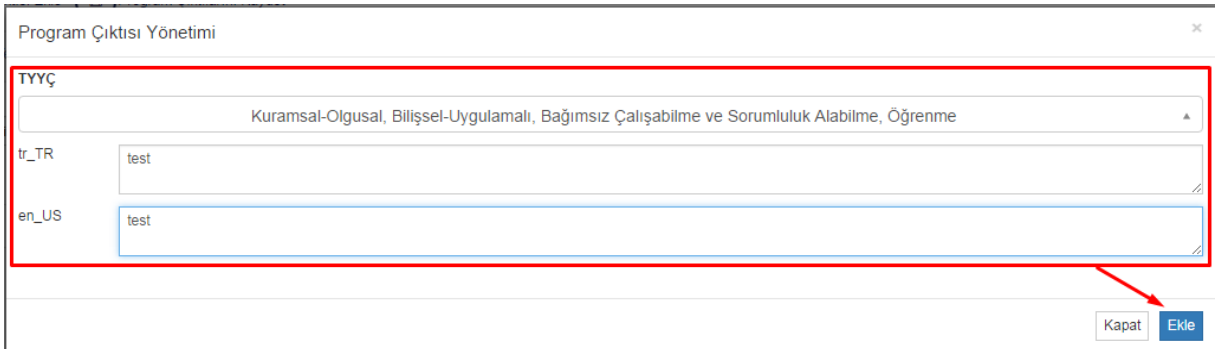 Program Çıktısı Yönetimi
×
TYYÇ
Kuramsal-Olgusal, Bilişsel-Uygulamalı, Bağımsız Çalışabilme ve Sorumluluk Alabilme, Öğrenme
tr_TR
test
en_US
test
Kapat Ekle